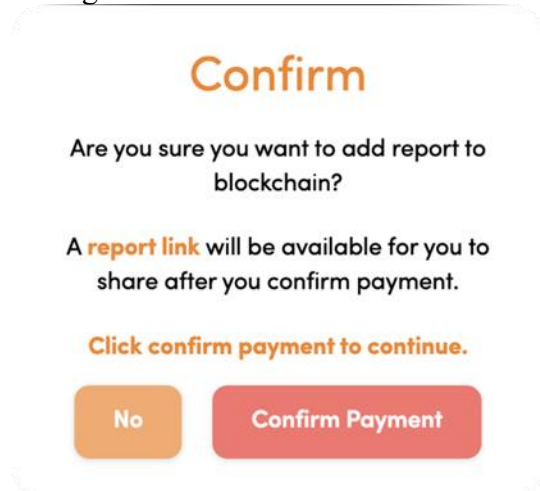 Confirm
Are you sure you want to add report to
blockchain?
A report link will be available for you to
share after you confirm payment.
Click confirm payment to continue.
No
Confirm Payment